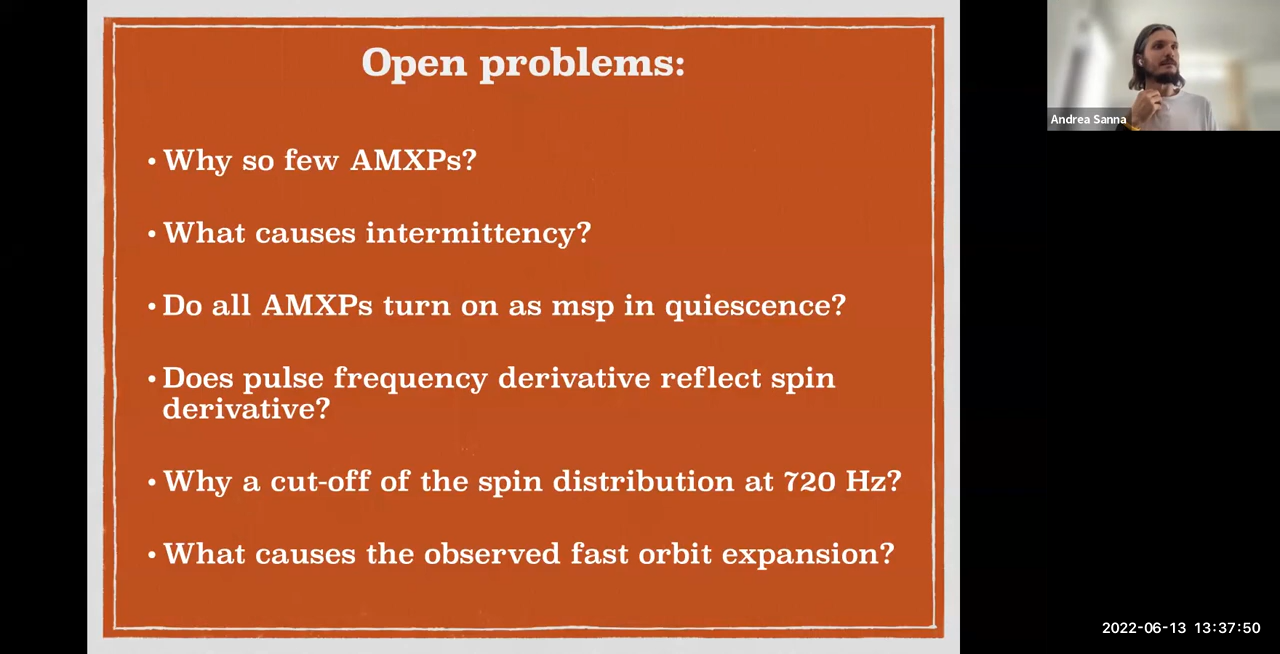 Open problems:
• Why so few AMXPs?
• What causes intermittency?
• Do all AMXPs turn on as msp in quiescence?
• Does pulse frequency derivative reflect spin
derivative?
• Why a cut-off of the spin distribution at 720 Hz?
• What causes the observed fast orbit expansion?
Andrea Sanna
2022-06-13 13:37:50